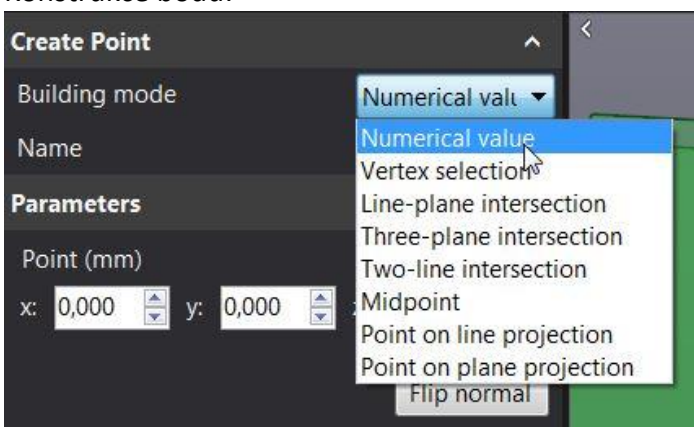 Create Point
Building mode
Numerical valu
Name
Numerical value
Vertex selection
Line-plane intersection
Three-plane intersection
Two-line intersection
Midpoint
Point on line projection
Point on plane projection
Parameters
Point (mm)
x: 0,000 y: 0,000
Flip normal